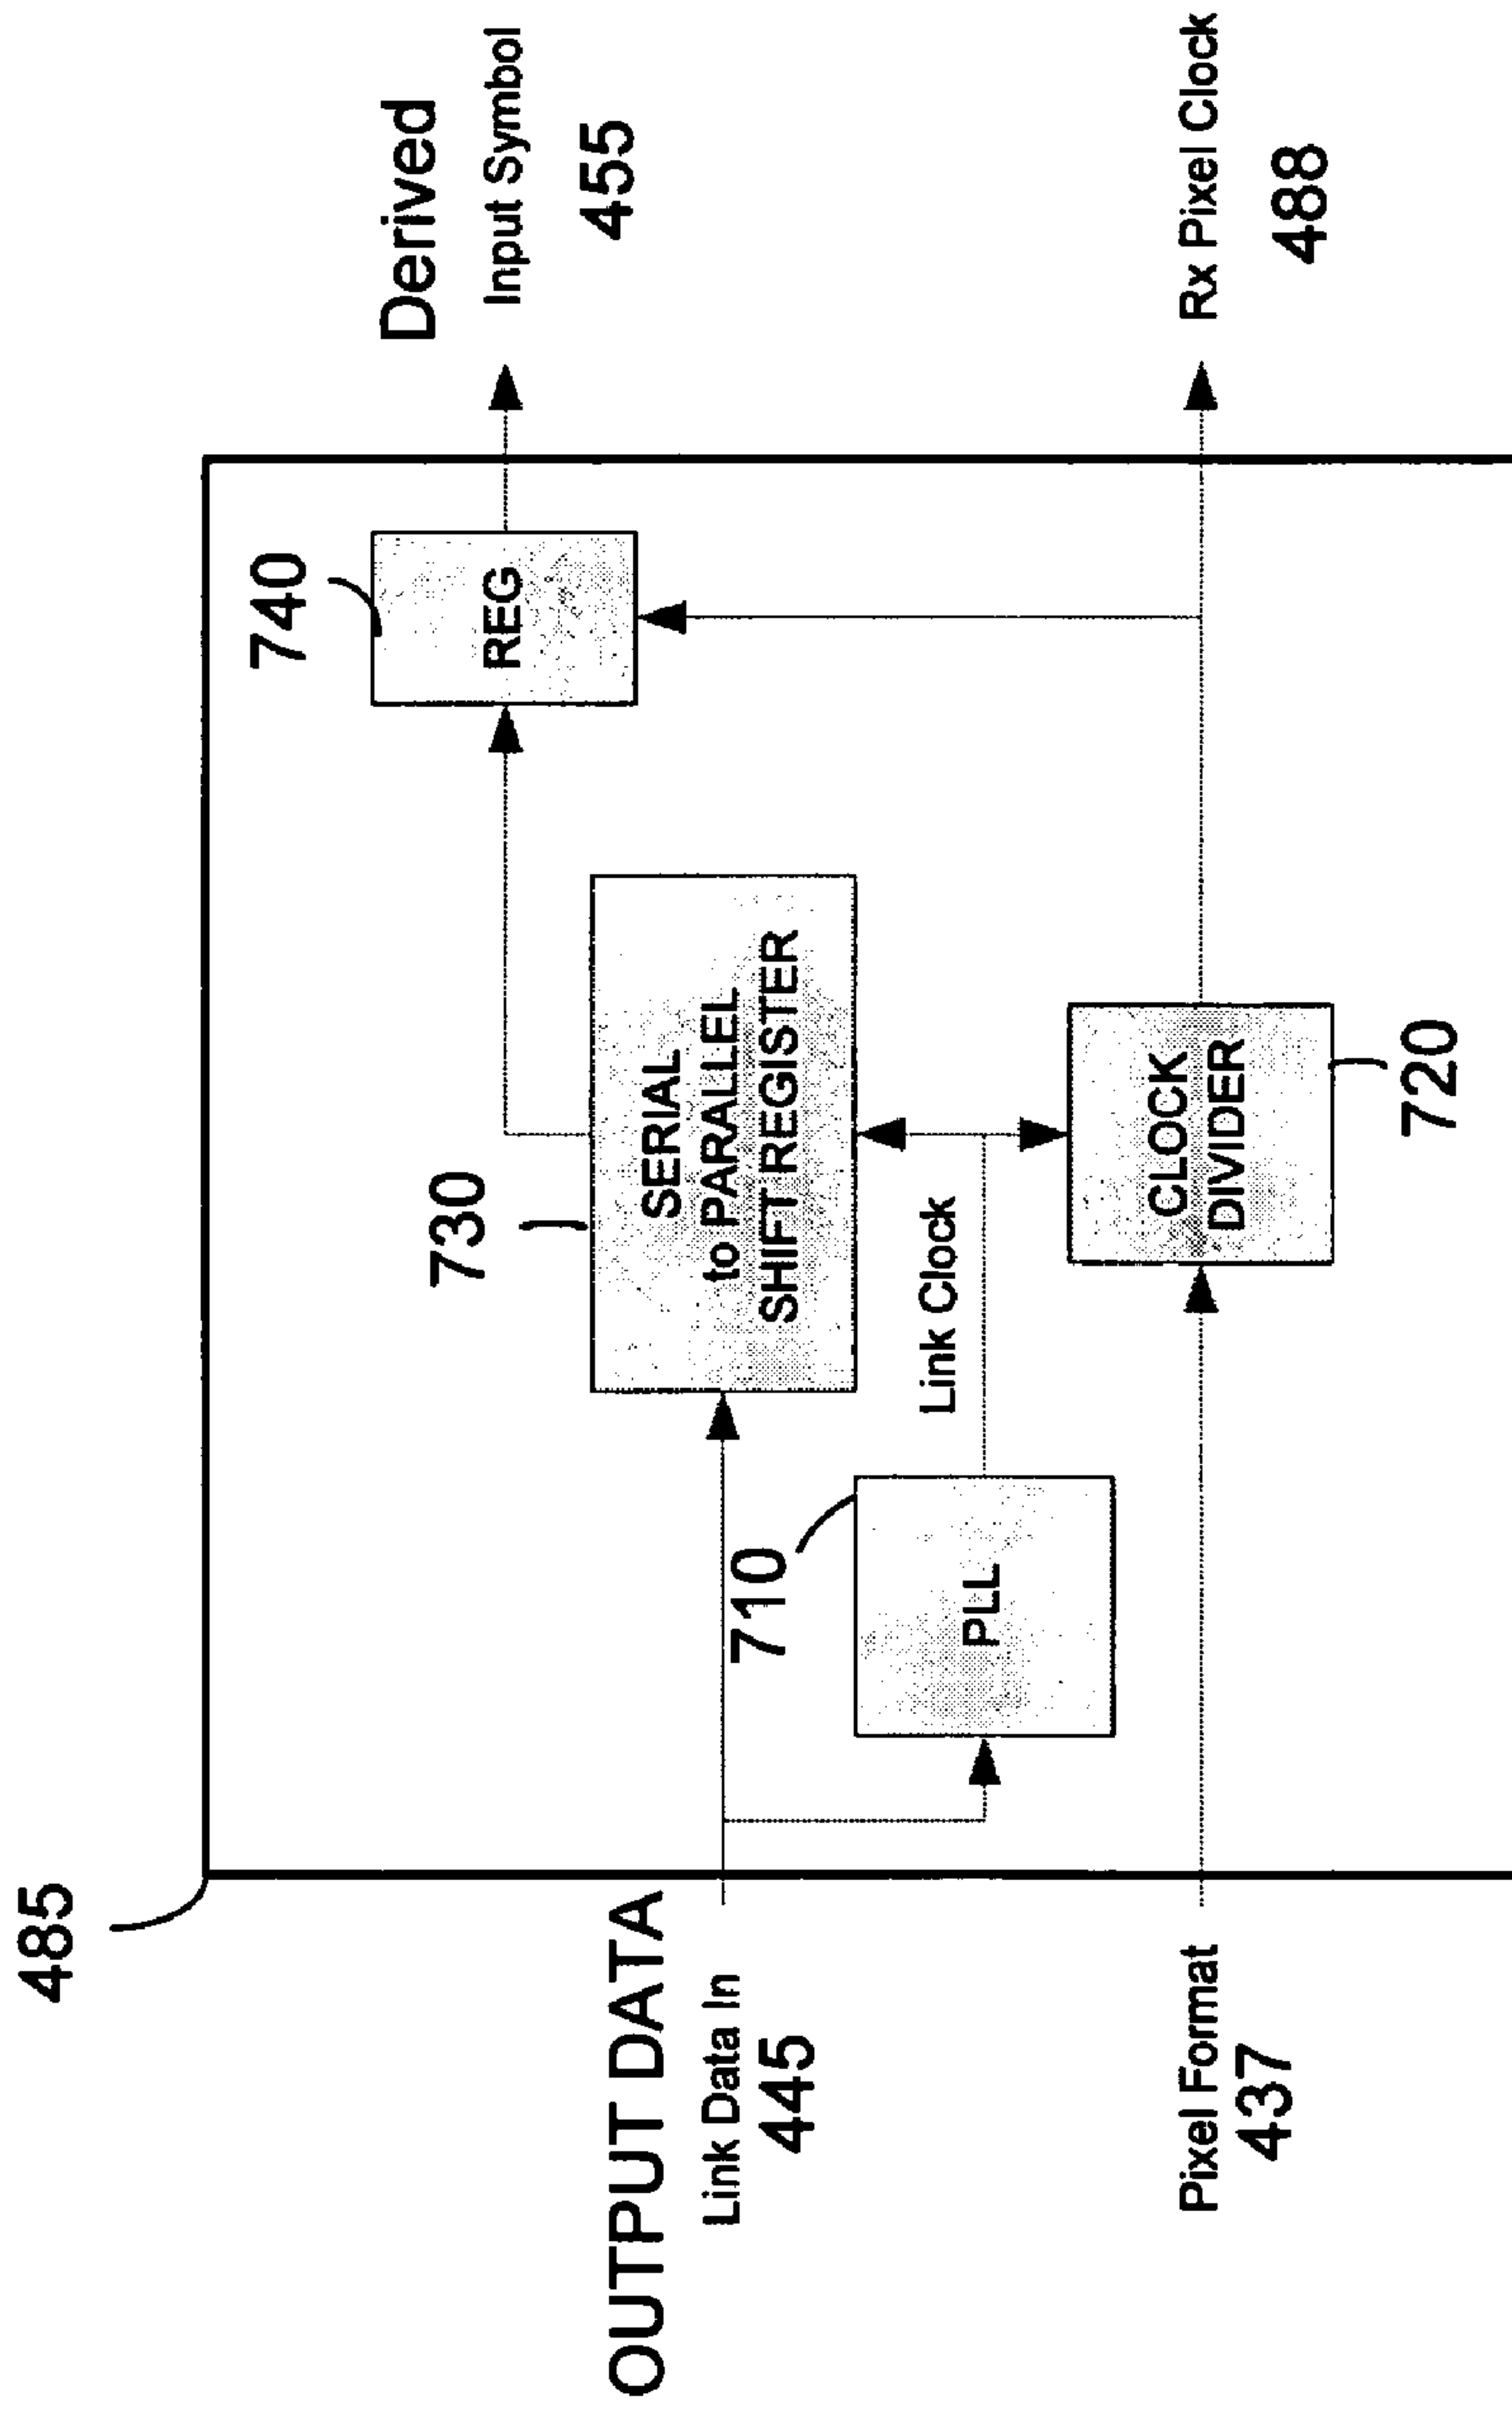 485
OUTPUT DATA
Link Data In
445
Pixel Format
437
710
PLL
Link Clock
730
SERIAL
to PARALLEL
SHIFT REGISTER
CLOCK
DIVIDER
720
740
REG
Derived
Input Symbol
455
Rx Pixel Clock
488